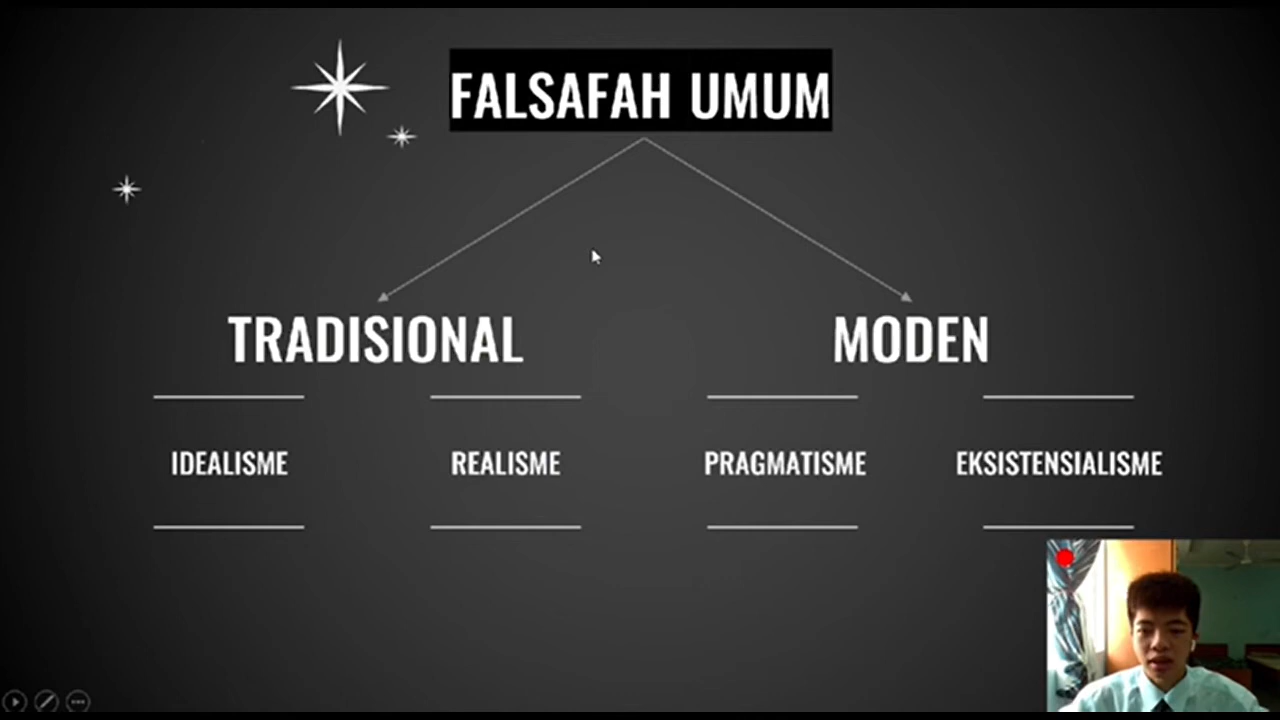 FALSAFAH UMUM
TRADISIONAL
MODEN
IDEALISME
REALISME
PRAGMATISME
EKSISTENSIALISME